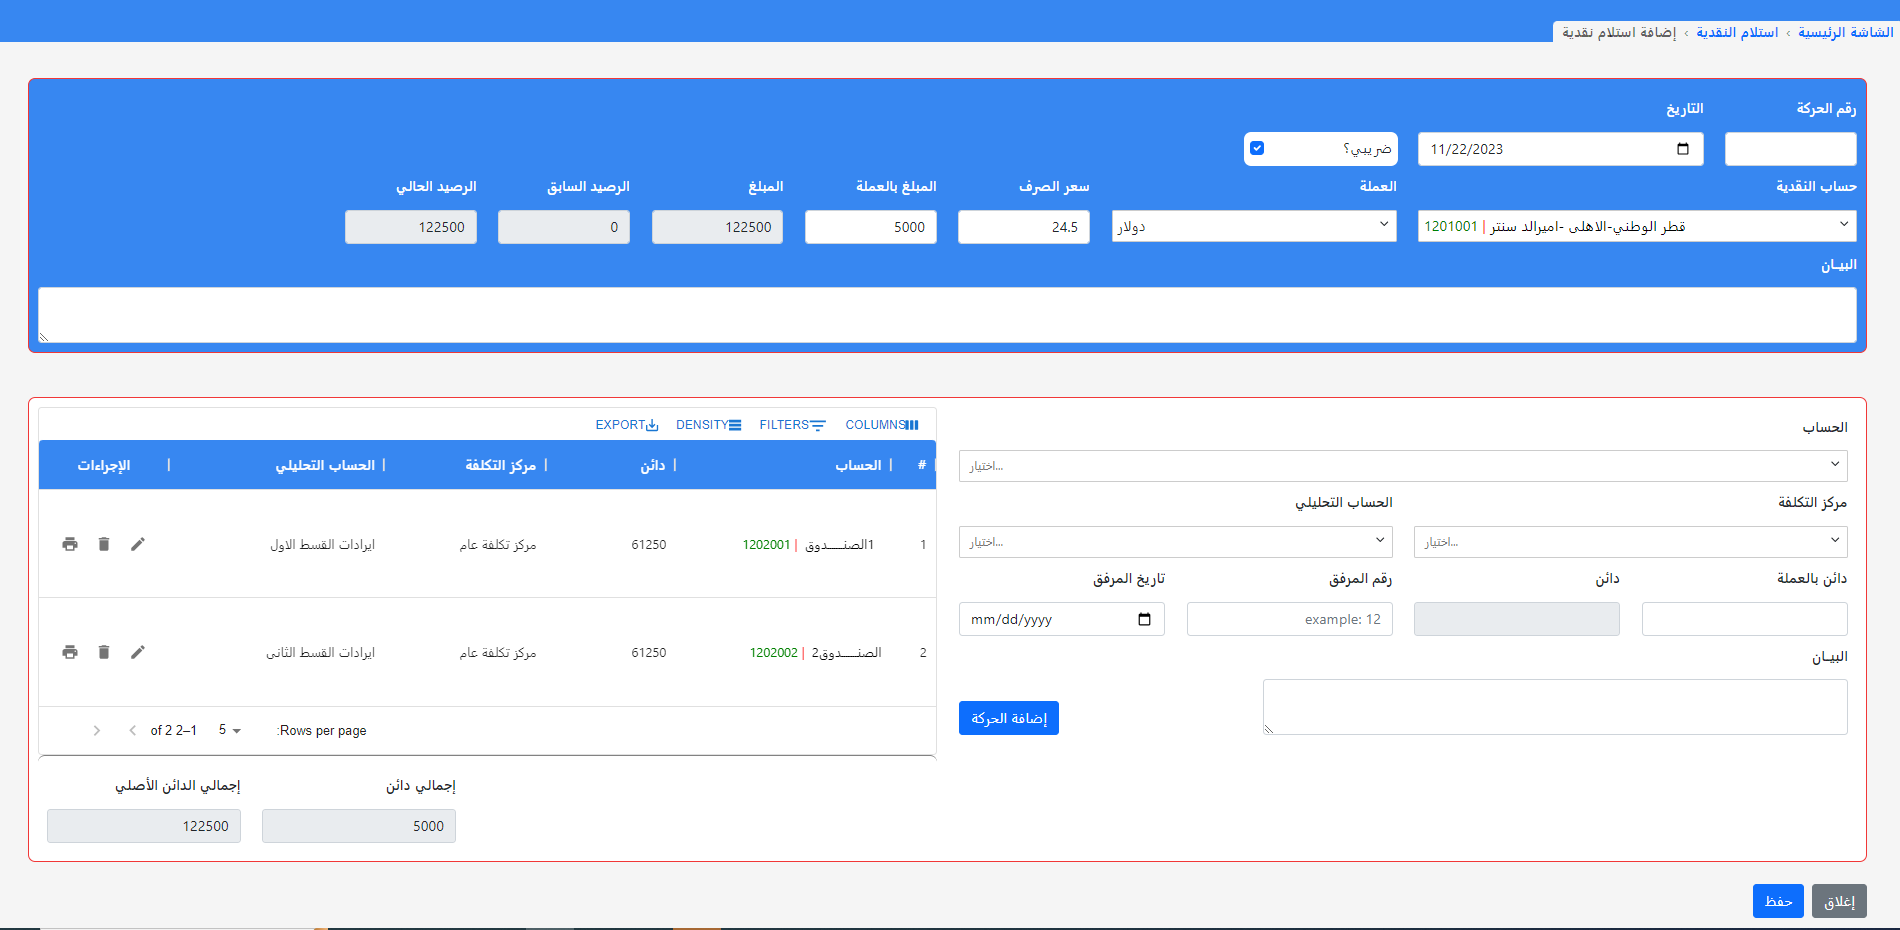 الشاشة الرئيسية › استلام النقدية › إضافة استلام نقدية
رقم الحركة
التاريخ
11/22/2023
ضريبي؟
حساب النقدية
العملة
سعر الصرف
المبلغ بالعملة
المبلغ
الرصيد السابق
الرصيد الحالي
قطر الوطني-الاهلى -اميرالد سنتر | 1201001
دولار
24.5
5000
122500
0
122500
البيـان
الحساب
اختيار...
مركز التكلفة
الحساب التحليلي
اختيار...
اختيار...
دائن بالعملة
دائن
رقم المرفق
تاريخ المرفق
example: 12
mm/dd/yyyy
البيـان
إضافة الحركة
COLUMNS
FILTERS
DENSITY
EXPORT
# | الحساب | دائن | مركز التكلفة | الحساب التحليلي | الإجراءات
1 الصنـــــدوق1 | 1202001 61250 مركز تكلفة عام ايرادات القسط الاول
2 الصنـــــدوق2 | 1202002 61250 مركز تكلفة عام ايرادات القسط الثانى
Rows per page:
5
1–2 of 2
إجمالي دائن
إجمالي الدائن الأصلي
5000
122500
إغلاق
حفظ